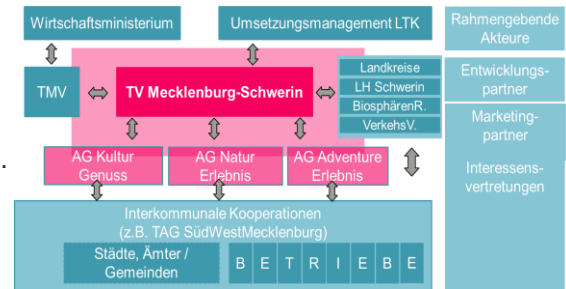 Wirtschaftsministerium
Umsetzungsmanagement LTK
Rahmengebende
Akteure
TMV
TV Mecklenburg-Schwerin
Landkreise
LH Schwerin
BiosphärenR.
VerkehsV.
Entwicklungs-
partner
Marketing-
partner
AG Kultur
Genuss
AG Natur
Erlebnis
AG Adventure
Erlebnis
Interessens-
vertretungen
Interkommunale Kooperationen
(z.B. TAG SüdWestMecklenburg)
Städte, Ämter /
Gemeinden
B E T R I E B E